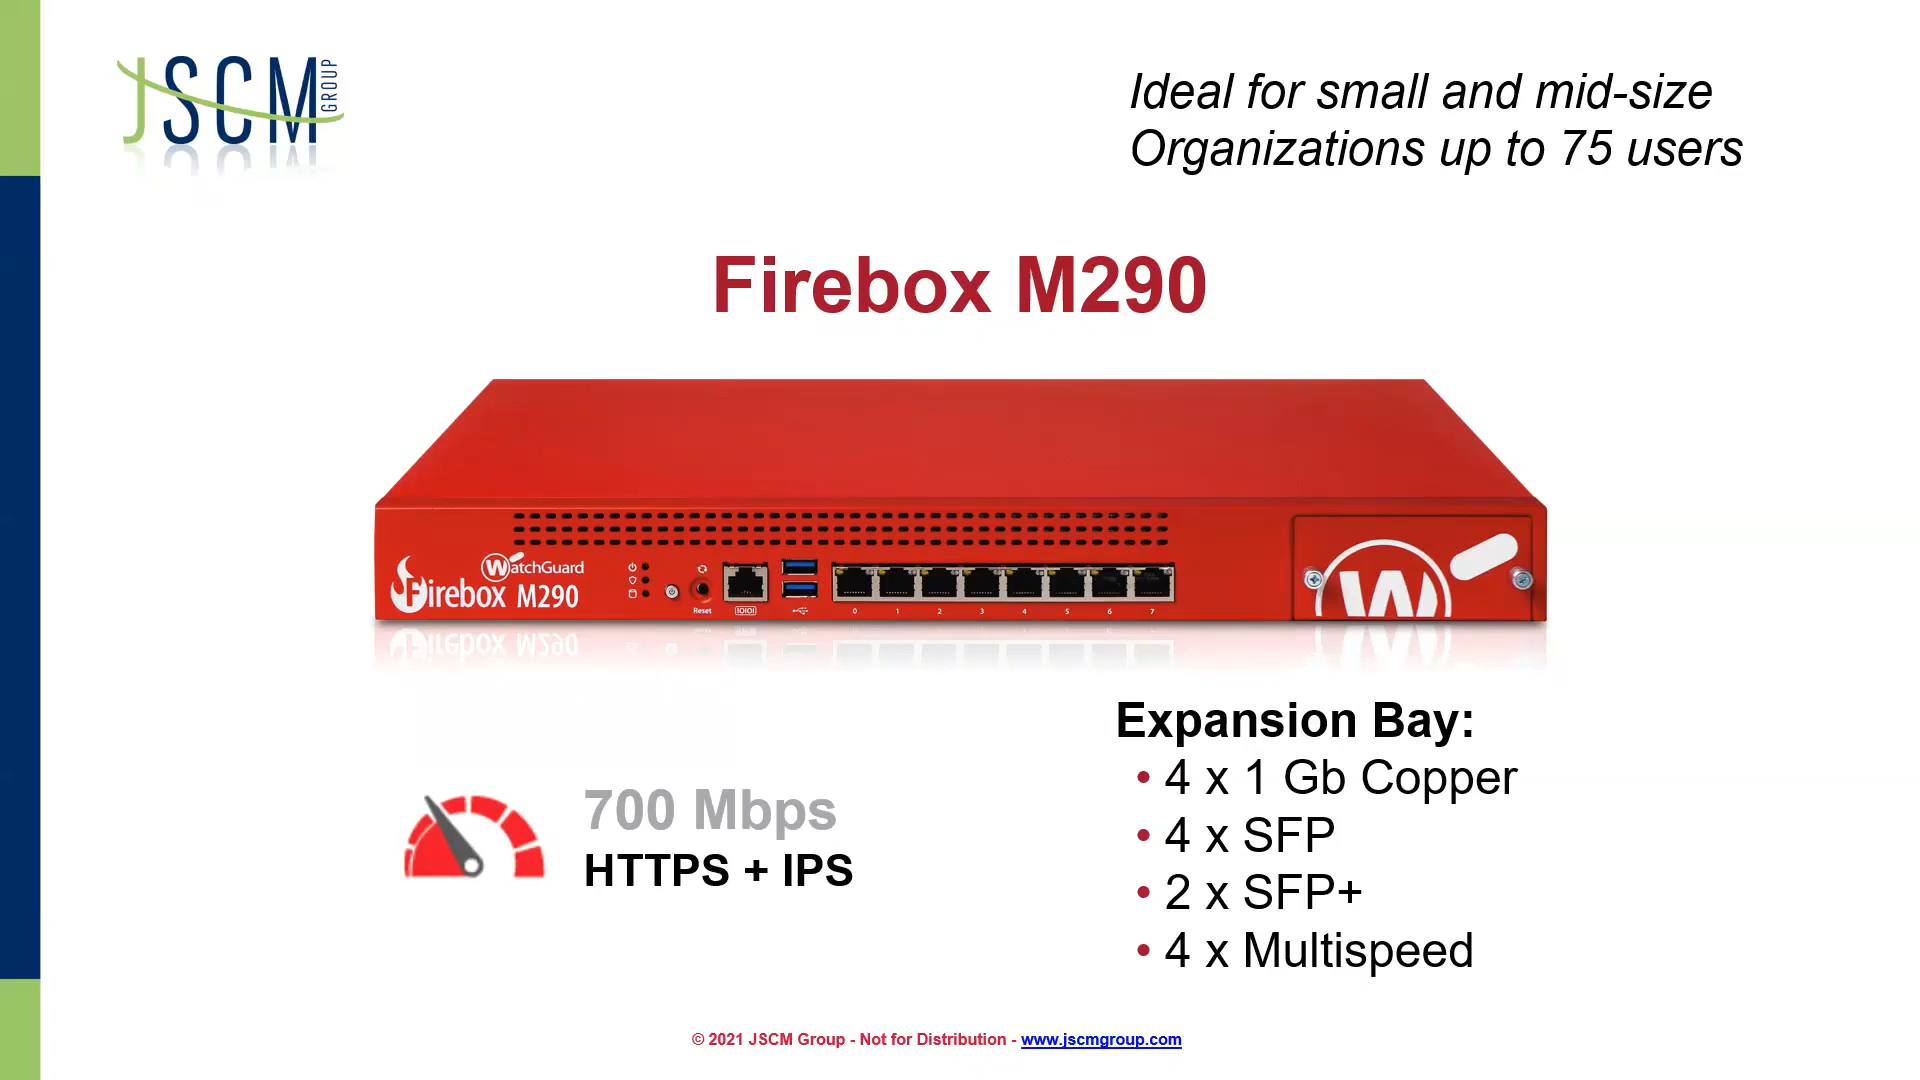 JSCM GROUP
Ideal for small and mid-size
Organizations up to 75 users
Firebox M290
WatchGuard
Firebox M290
Reset
IOIOI
0 1 2 3 4 5 6 7
W
Expansion Bay:
• 4 x 1 Gb Copper
• 4 x SFP
• 2 x SFP+
• 4 x Multispeed
700 Mbps
HTTPS + IPS
© 2021 JSCM Group - Not for Distribution - www.jscmgroup.com